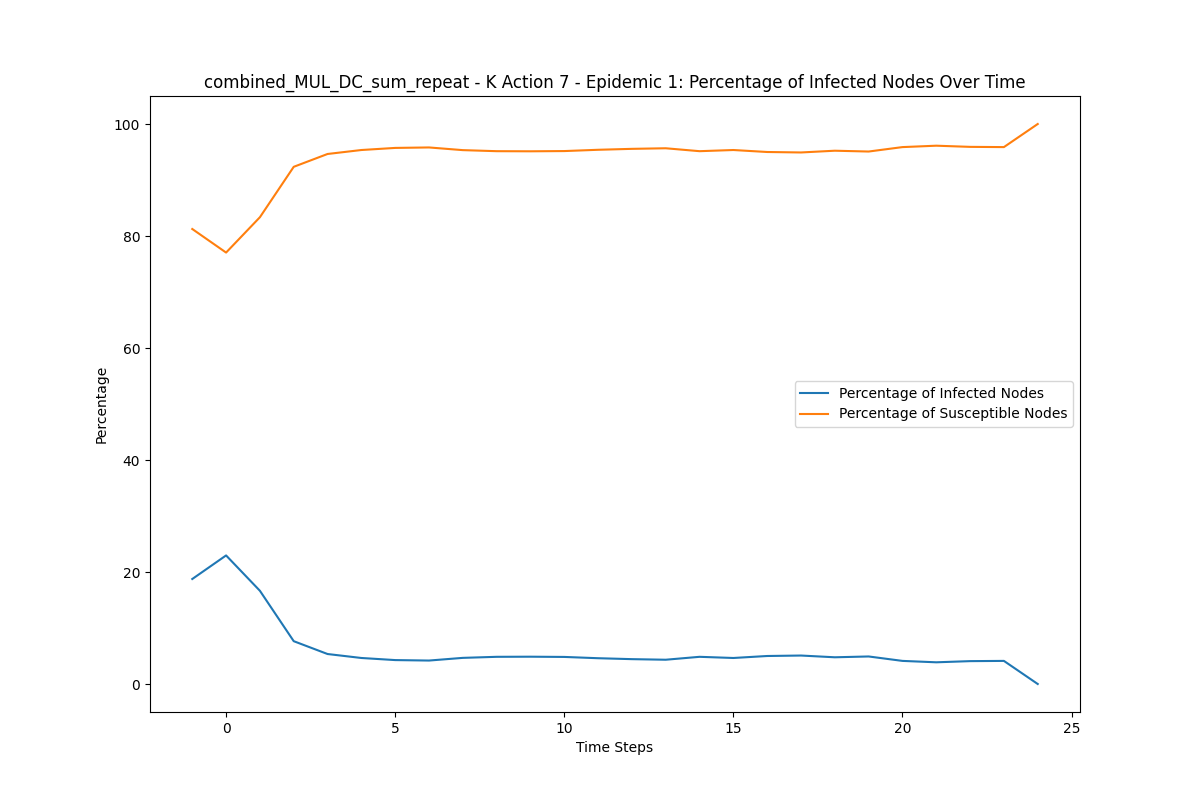 combined_MUL_DC_sum_repeat - K Action 7 - Epidemic 1: Percentage of Infected Nodes Over Time
100
80
60
40
20
0
Percentage
Percentage of Infected Nodes
Percentage of Susceptible Nodes
0 5 10 15 20 25
Time Steps